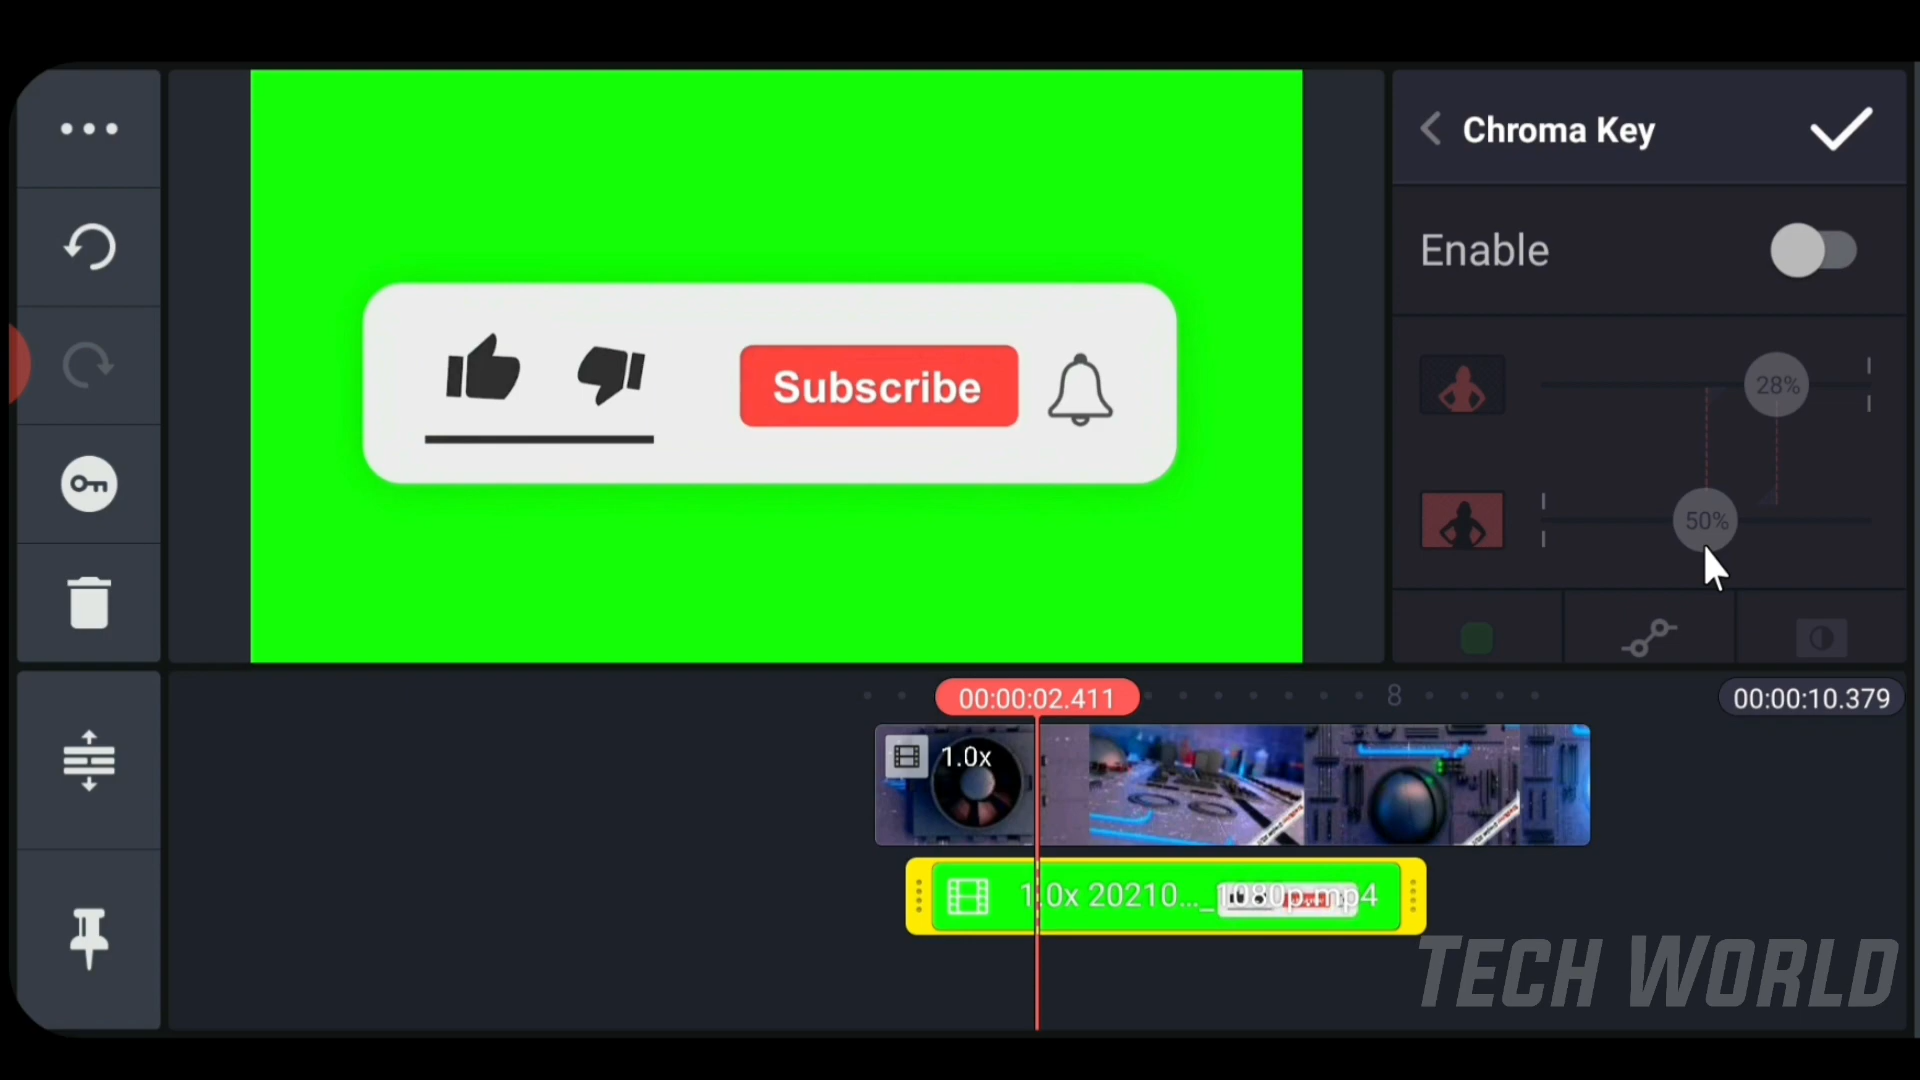 Chroma Key
Enable
Subscribe
28%
50%
00:00:02.411
8
00:00:10.379
1.0x
1.0x 20210..._1080p.mp4
TECH WORLD